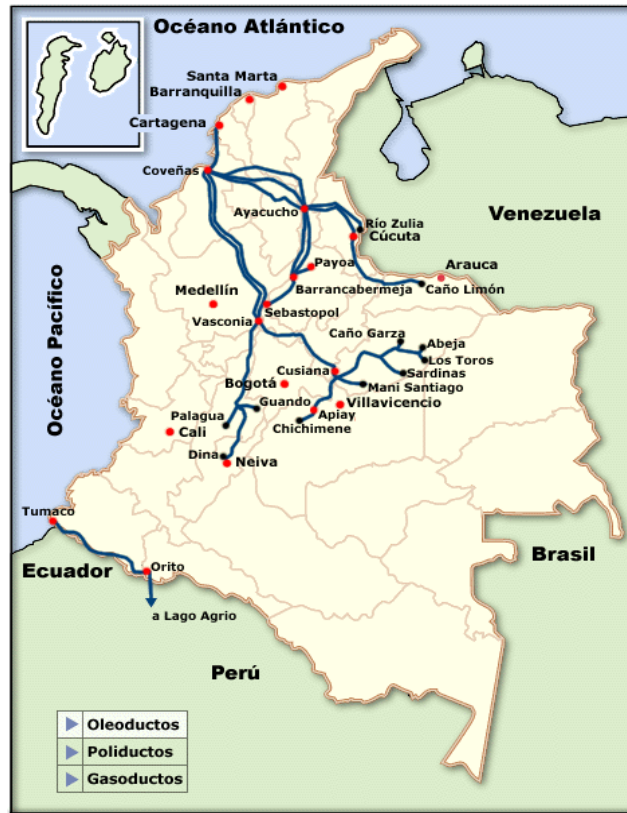 Océano Atlántico
Santa Marta
Barranquilla
Cartagena
Coveñas
Ayacucho
Río Zulia
Cúcuta
Venezuela
Payoa
Arauca
Barrancabermeja
Caño Limón
Océano Pacífico
Medellín
Sebastopol
Vasconia
Caño Garza
Abeja
Los Toros
Cusiana
Sardinas
Bogotá
Mani Santiago
Guando
Villavicencio
Palagua
Apiay
Cali
Chichimene
Dina
Neiva
Tumaco
Orito
Ecuador
Brasil
a Lago Agrio
Perú
Oleoductos
Poliductos
Gasoductos